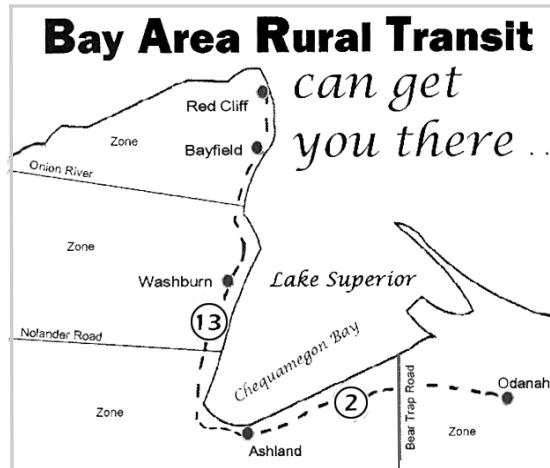 Bay Area Rural Transit
can get
you there ..
Red Cliff
Zone
Bayfield
Onion River
Zone
Washburn
Lake Superior
13
Nolander Road
Chequamegon Bay
Odanah
2
Bear Trap Road
Zone
Zone
Ashland